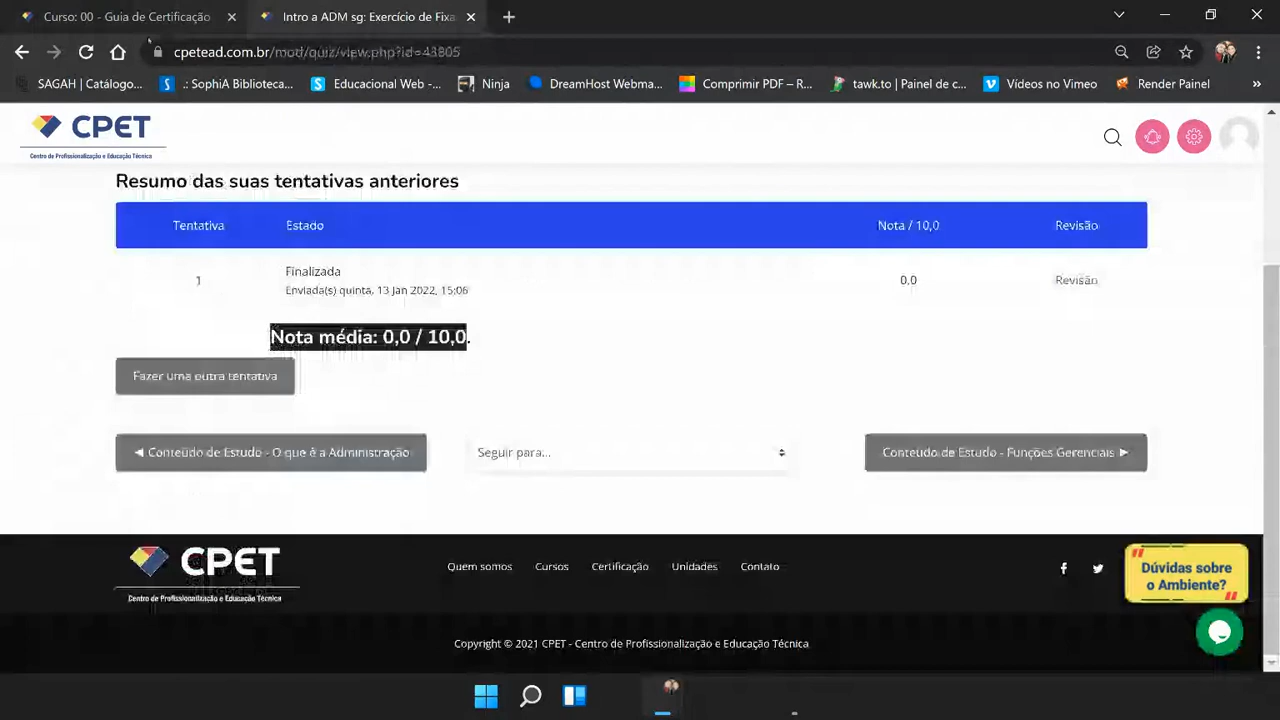 Curso: 00 - Guia de Certificação
Intro a ADM sg: Exercício de Fixa
cpetead.com.br/mod/quiz/view.php?id=43805
SAGAH | Catálogo...
.: SophiA Biblioteca...
Educacional Web -...
Ninja
DreamHost Webma...
Comprimir PDF – R...
tawk.to | Painel de c...
Vídeos no Vimeo
Render Panel
»
CPET
Centro de Profissionalização e Educação Técnica
Resumo das suas tentativas anteriores
Tentativa Estado Nota / 10,0 Revisão
1 Finalizada 0,0 Revisão
Enviada(s) quinta, 13 Jan 2022, 15:06
Nota média: 0,0 / 10,0.
Fazer uma outra tentativa
◄ Conteúdo de Estudo - O que é a Administração
Seguir para...
Conteúdo de Estudo - Funções Gerenciais ►
CPET
Centro de Profissionalização e Educação Técnica
Quem somos Cursos Certificação Unidades Contato
Dúvidas sobre
o Ambiente?
Copyright © 2021 CPET - Centro de Profissionalização e Educação Técnica